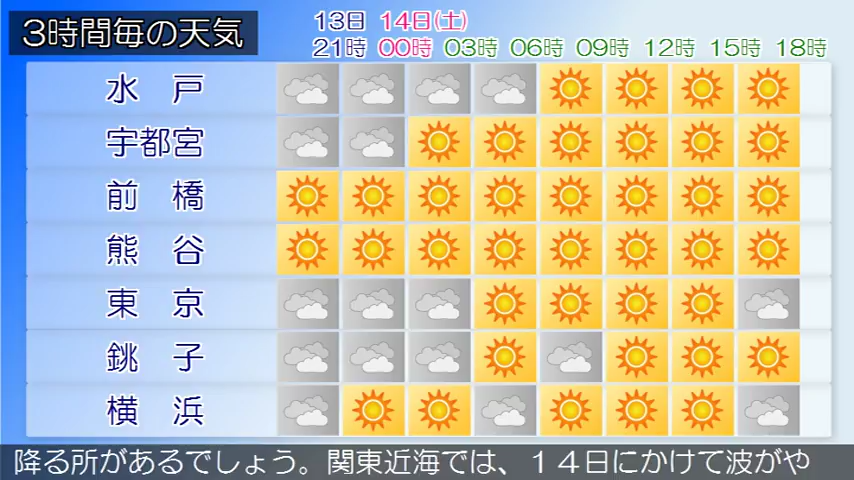 3時間毎の天気
13日 14日(土)
21時 00時 03時 06時 09時 12時 15時 18時
水 戸
宇都宮
前 橋
熊 谷
東 京
銚 子
横 浜
降る所があるでしょう。関東近海では、１４日にかけて波がや